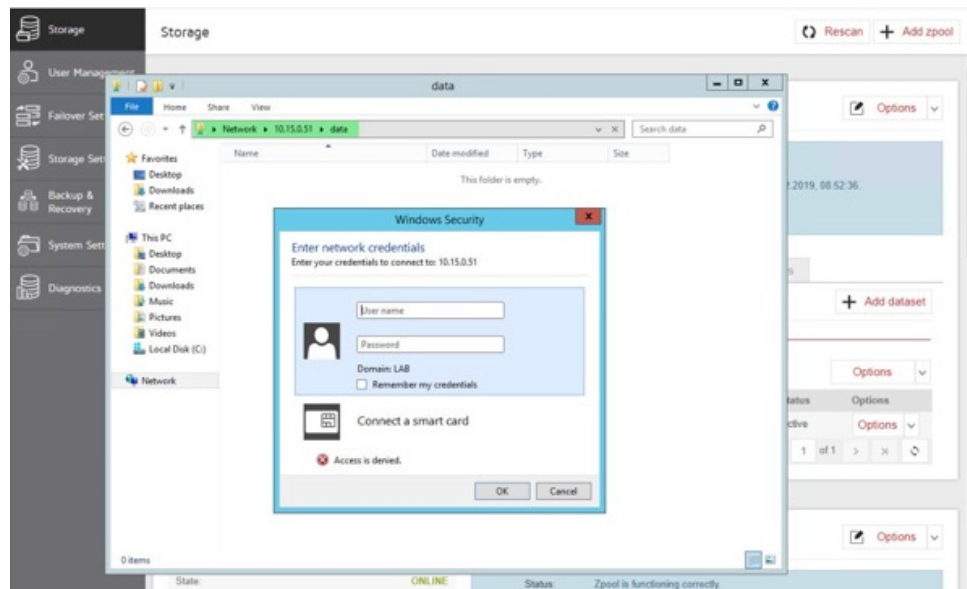 Storage
Storage
Rescan
Add zpool
User Management
data
File
Home
Share
View
Options
Failover Set
Network
10.15.0.51
data
Search data
Storage Set
Favorites
Desktop
Downloads
Recent places
Name
Date modified
Type
Size
This folder is empty.
2.2019, 08:52:36.
Backup &
Recovery
Windows Security
System Sett
This PC
Desktop
Documents
Downloads
Music
Pictures
Videos
Local Disk (C:)
Enter network credentials
Enter your credentials to connect to: 10.15.0.51
s
Diagnostics
Add dataset
User name
Password
Domain: LAB
Remember my credentials
Network
Options
tatus
Options
Connect a smart card
ctive
Options
1 of 1
Access is denied.
OK
Cancel
Options
0 items
State:
ONLINE
Status:
Zpool is functioning correctly.